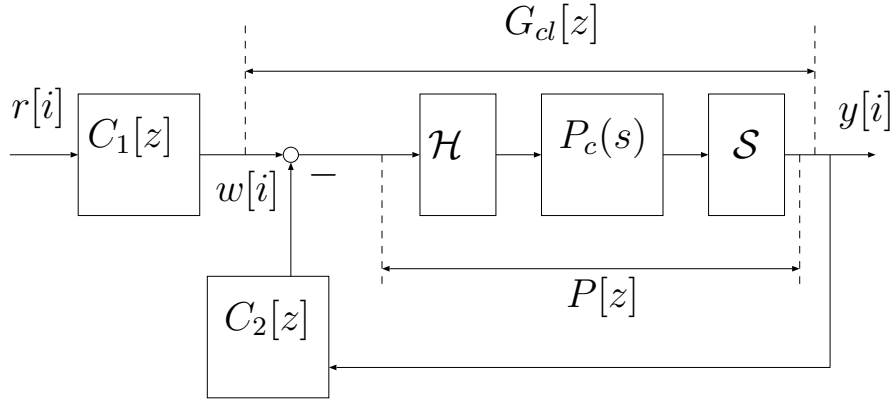 G_{cl}[z]
r[i]
C_1[z]
\mathcal{H}
P_c(s)
\mathcal{S}
y[i]
w[i]
−
P[z]
C_2[z]